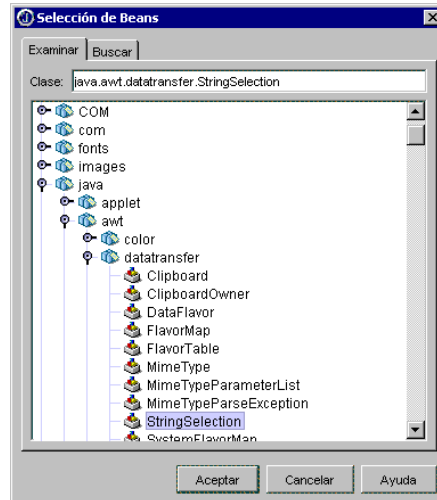 Selección de Beans
Examinar Buscar
Clase: java.awt.datatransfer.StringSelection
COM
com
fonts
images
java
applet
awt
color
datatransfer
Clipboard
ClipboardOwner
DataFlavor
FlavorMap
FlavorTable
MimeType
MimeTypeParameterList
MimeTypeParseException
StringSelection
SystemFlavorMap
Aceptar Cancelar Ayuda